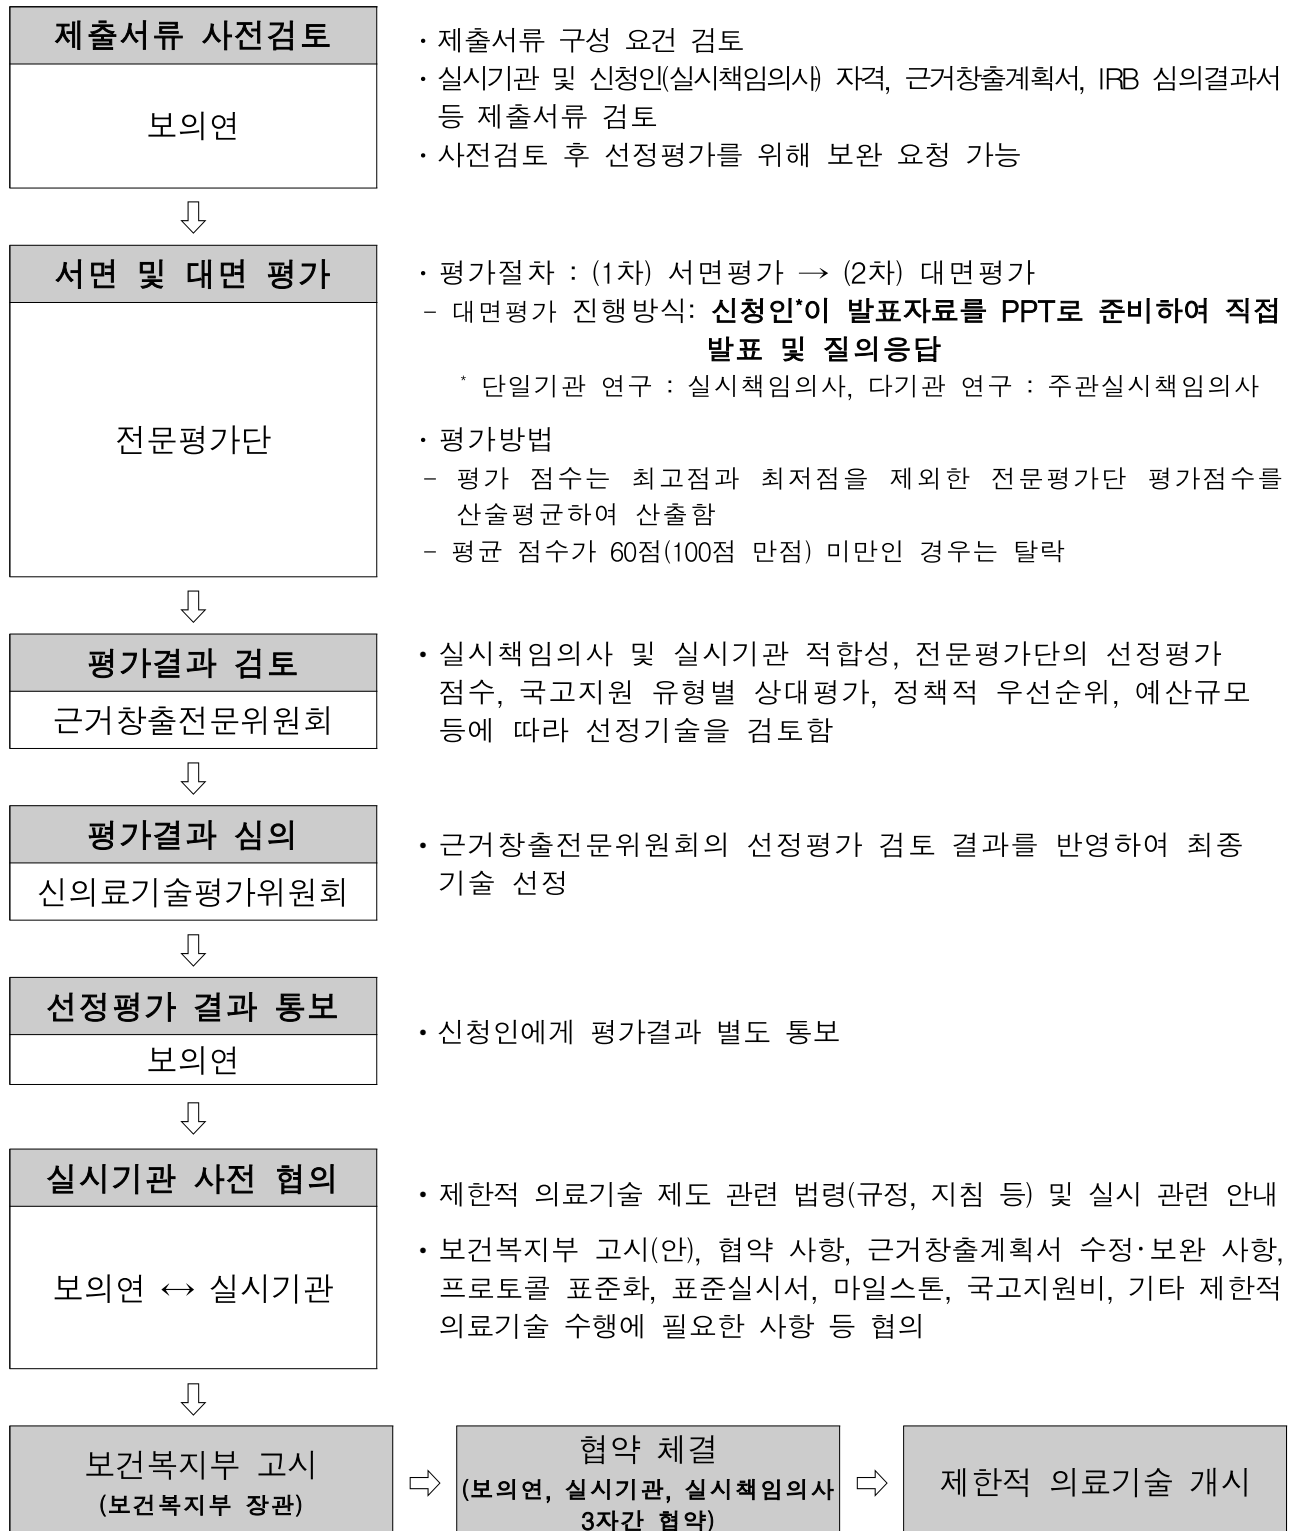 제출서류 사전검토
보의연
· 제출서류 구성 요건 검토
· 실시기관 및 신청인(실시책임의사) 자격, 근거창출계획서, IRB 심의결과서
등 제출서류 검토
· 사전검토 후 선정평가를 위해 보완 요청 가능
⇩
서면 및 대면 평가
전문평가단
· 평가절차 : (1차) 서면평가 → (2차) 대면평가
- 대면평가 진행방식: 신청인*이 발표자료를 PPT로 준비하여 직접
발표 및 질의응답
* 단일기관 연구 : 실시책임의사, 다기관 연구 : 주관실시책임의사
· 평가방법
- 평가 점수는 최고점과 최저점을 제외한 전문평가단 평가점수를
산술평균하여 산출함
- 평균 점수가 60점(100점 만점) 미만인 경우는 탈락
⇩
평가결과 검토
근거창출전문위원회
· 실시책임의사 및 실시기관 적합성, 전문평가단의 선정평가
점수, 국고지원 유형별 상대평가, 정책적 우선순위, 예산규모
등에 따라 선정기술을 검토함
⇩
평가결과 심의
신의료기술평가위원회
· 근거창출전문위원회의 선정평가 검토 결과를 반영하여 최종
기술 선정
⇩
선정평가 결과 통보
보의연
· 신청인에게 평가결과 별도 통보
⇩
실시기관 사전 협의
보의연 ↔ 실시기관
· 제한적 의료기술 제도 관련 법령(규정, 지침 등) 및 실시 관련 안내
· 보건복지부 고시(안), 협약 사항, 근거창출계획서 수정·보완 사항,
프로토콜 표준화, 표준실시서, 마일스톤, 국고지원비, 기타 제한적
의료기술 수행에 필요한 사항 등 협의
⇩
보건복지부 고시
(보건복지부 장관)
⇨
협약 체결
(보의연, 실시기관, 실시책임의사
3자간 협약)
⇨
제한적 의료기술 개시